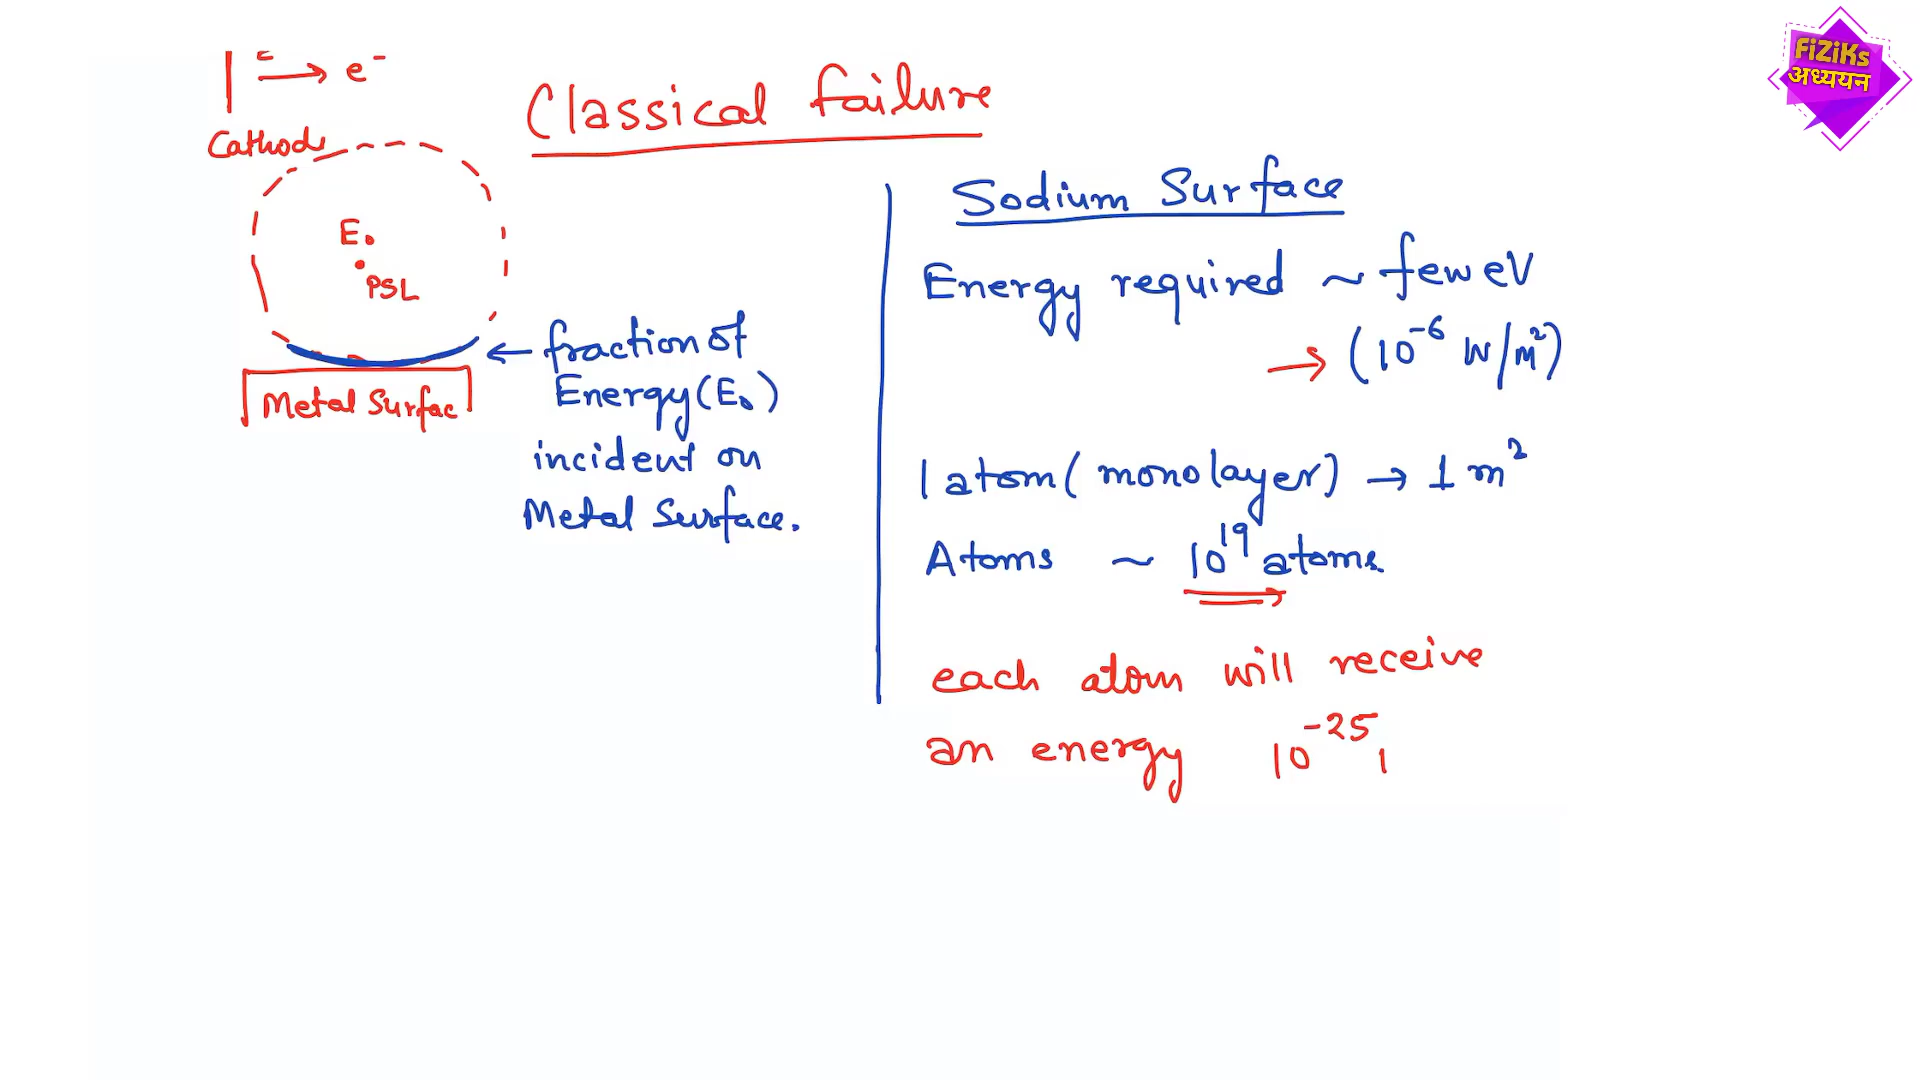 e⁻
Cathode
Classical failure
E₀
PSL
Metal Surfac
← fraction of
Energy (E₀)
incident on
Metal Surface.
Sodium Surface
Energy required ~ few eV
→ (10⁻⁶ W/m²)
1 atom (monolayer) → 1 m²
Atoms ~ 10¹⁹ atoms.
each atom will receive
an energy 10⁻²⁵
FiZiKs
अध्ययन